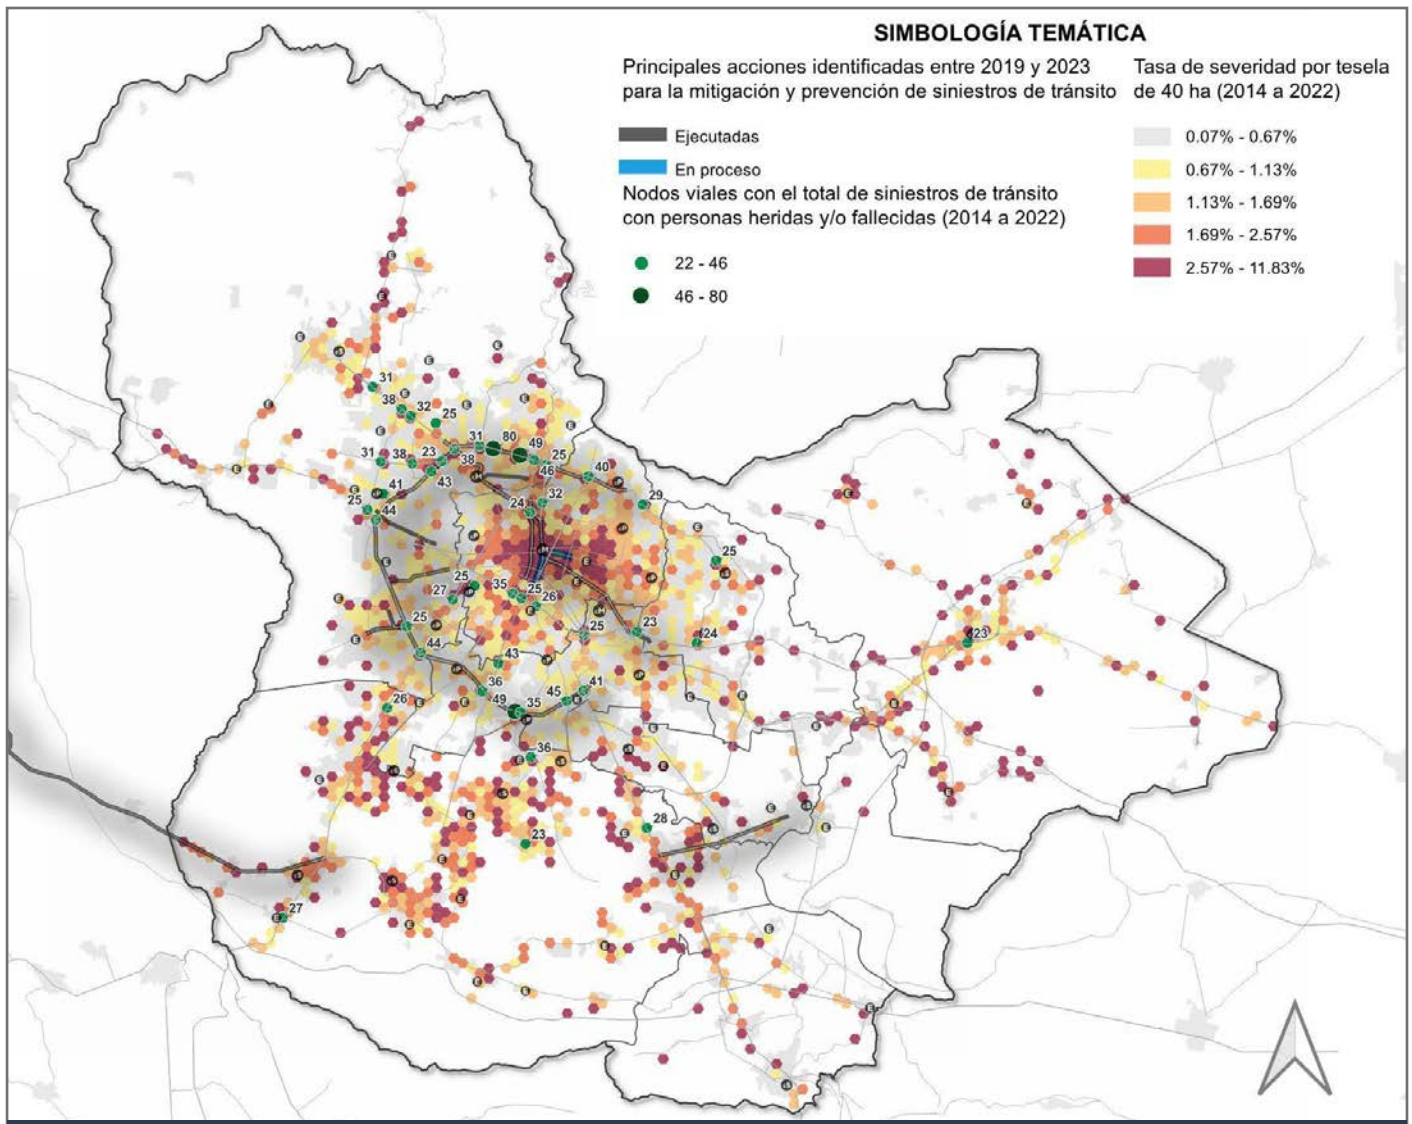 SIMBOLOGÍA TEMÁTICA
Principales acciones identificadas entre 2019 y 2023
para la mitigación y prevención de siniestros de tránsito
Ejecutadas
En proceso
Nodos viales con el total de siniestros de tránsito
con personas heridas y/o fallecidas (2014 a 2022)
22 - 46
46 - 80
Tasa de severidad por tesela
de 40 ha (2014 a 2022)
0.07% - 0.67%
0.67% - 1.13%
1.13% - 1.69%
1.69% - 2.57%
2.57% - 11.83%
31
38
32
25
31
80
49
25
31
38
23
38
46
40
43
41
25
44
24
32
29
25
25
27
35
25
26
25
44
25
23
24
23
43
36
49
35
45
41
26
36
28
23
27